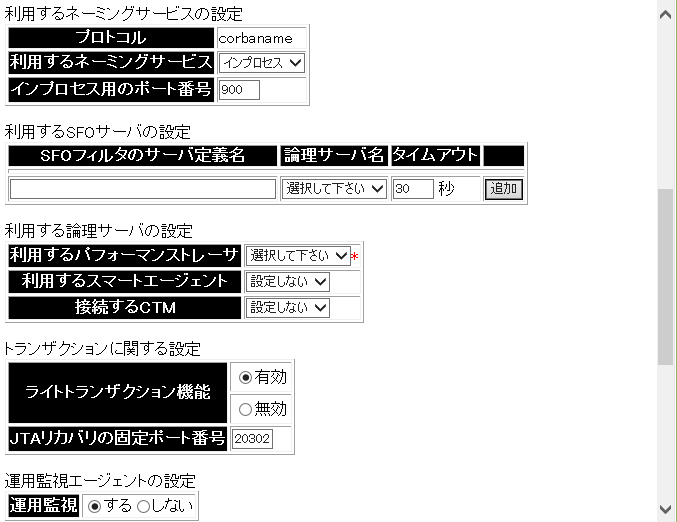 利用するネーミングサービスの設定
プロトコル corbaname
利用するネーミングサービス インプロセス
インプロセス用のポート番号 900
利用するSFOサーバの設定
SFOフィルタのサーバ定義名 論理サーバ名 タイムアウト
選択して下さい 30 秒 追加
利用する論理サーバの設定
利用するパフォーマンストレーサ 選択して下さい *
利用するスマートエージェント 設定しない
接続するCTM 設定しない
トランザクションに関する設定
ライトトランザクション機能 有効
無効
JTAリカバリの固定ポート番号 20302
運用監視エージェントの設定
運用監視 する しない